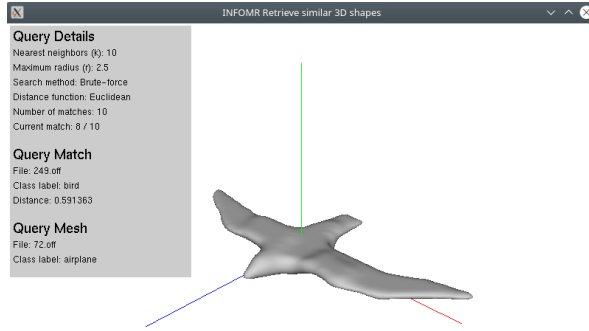 INFOMR Retrieve similar 3D shapes
Query Details
Nearest neighbors (k): 10
Maximum radius (r): 2.5
Search method: Brute-force
Distance function: Euclidean
Number of matches: 10
Current match: 8 / 10
Query Match
File: 249.off
Class label: bird
Distance: 0.591363
Query Mesh
File: 72.off
Class label: airplane